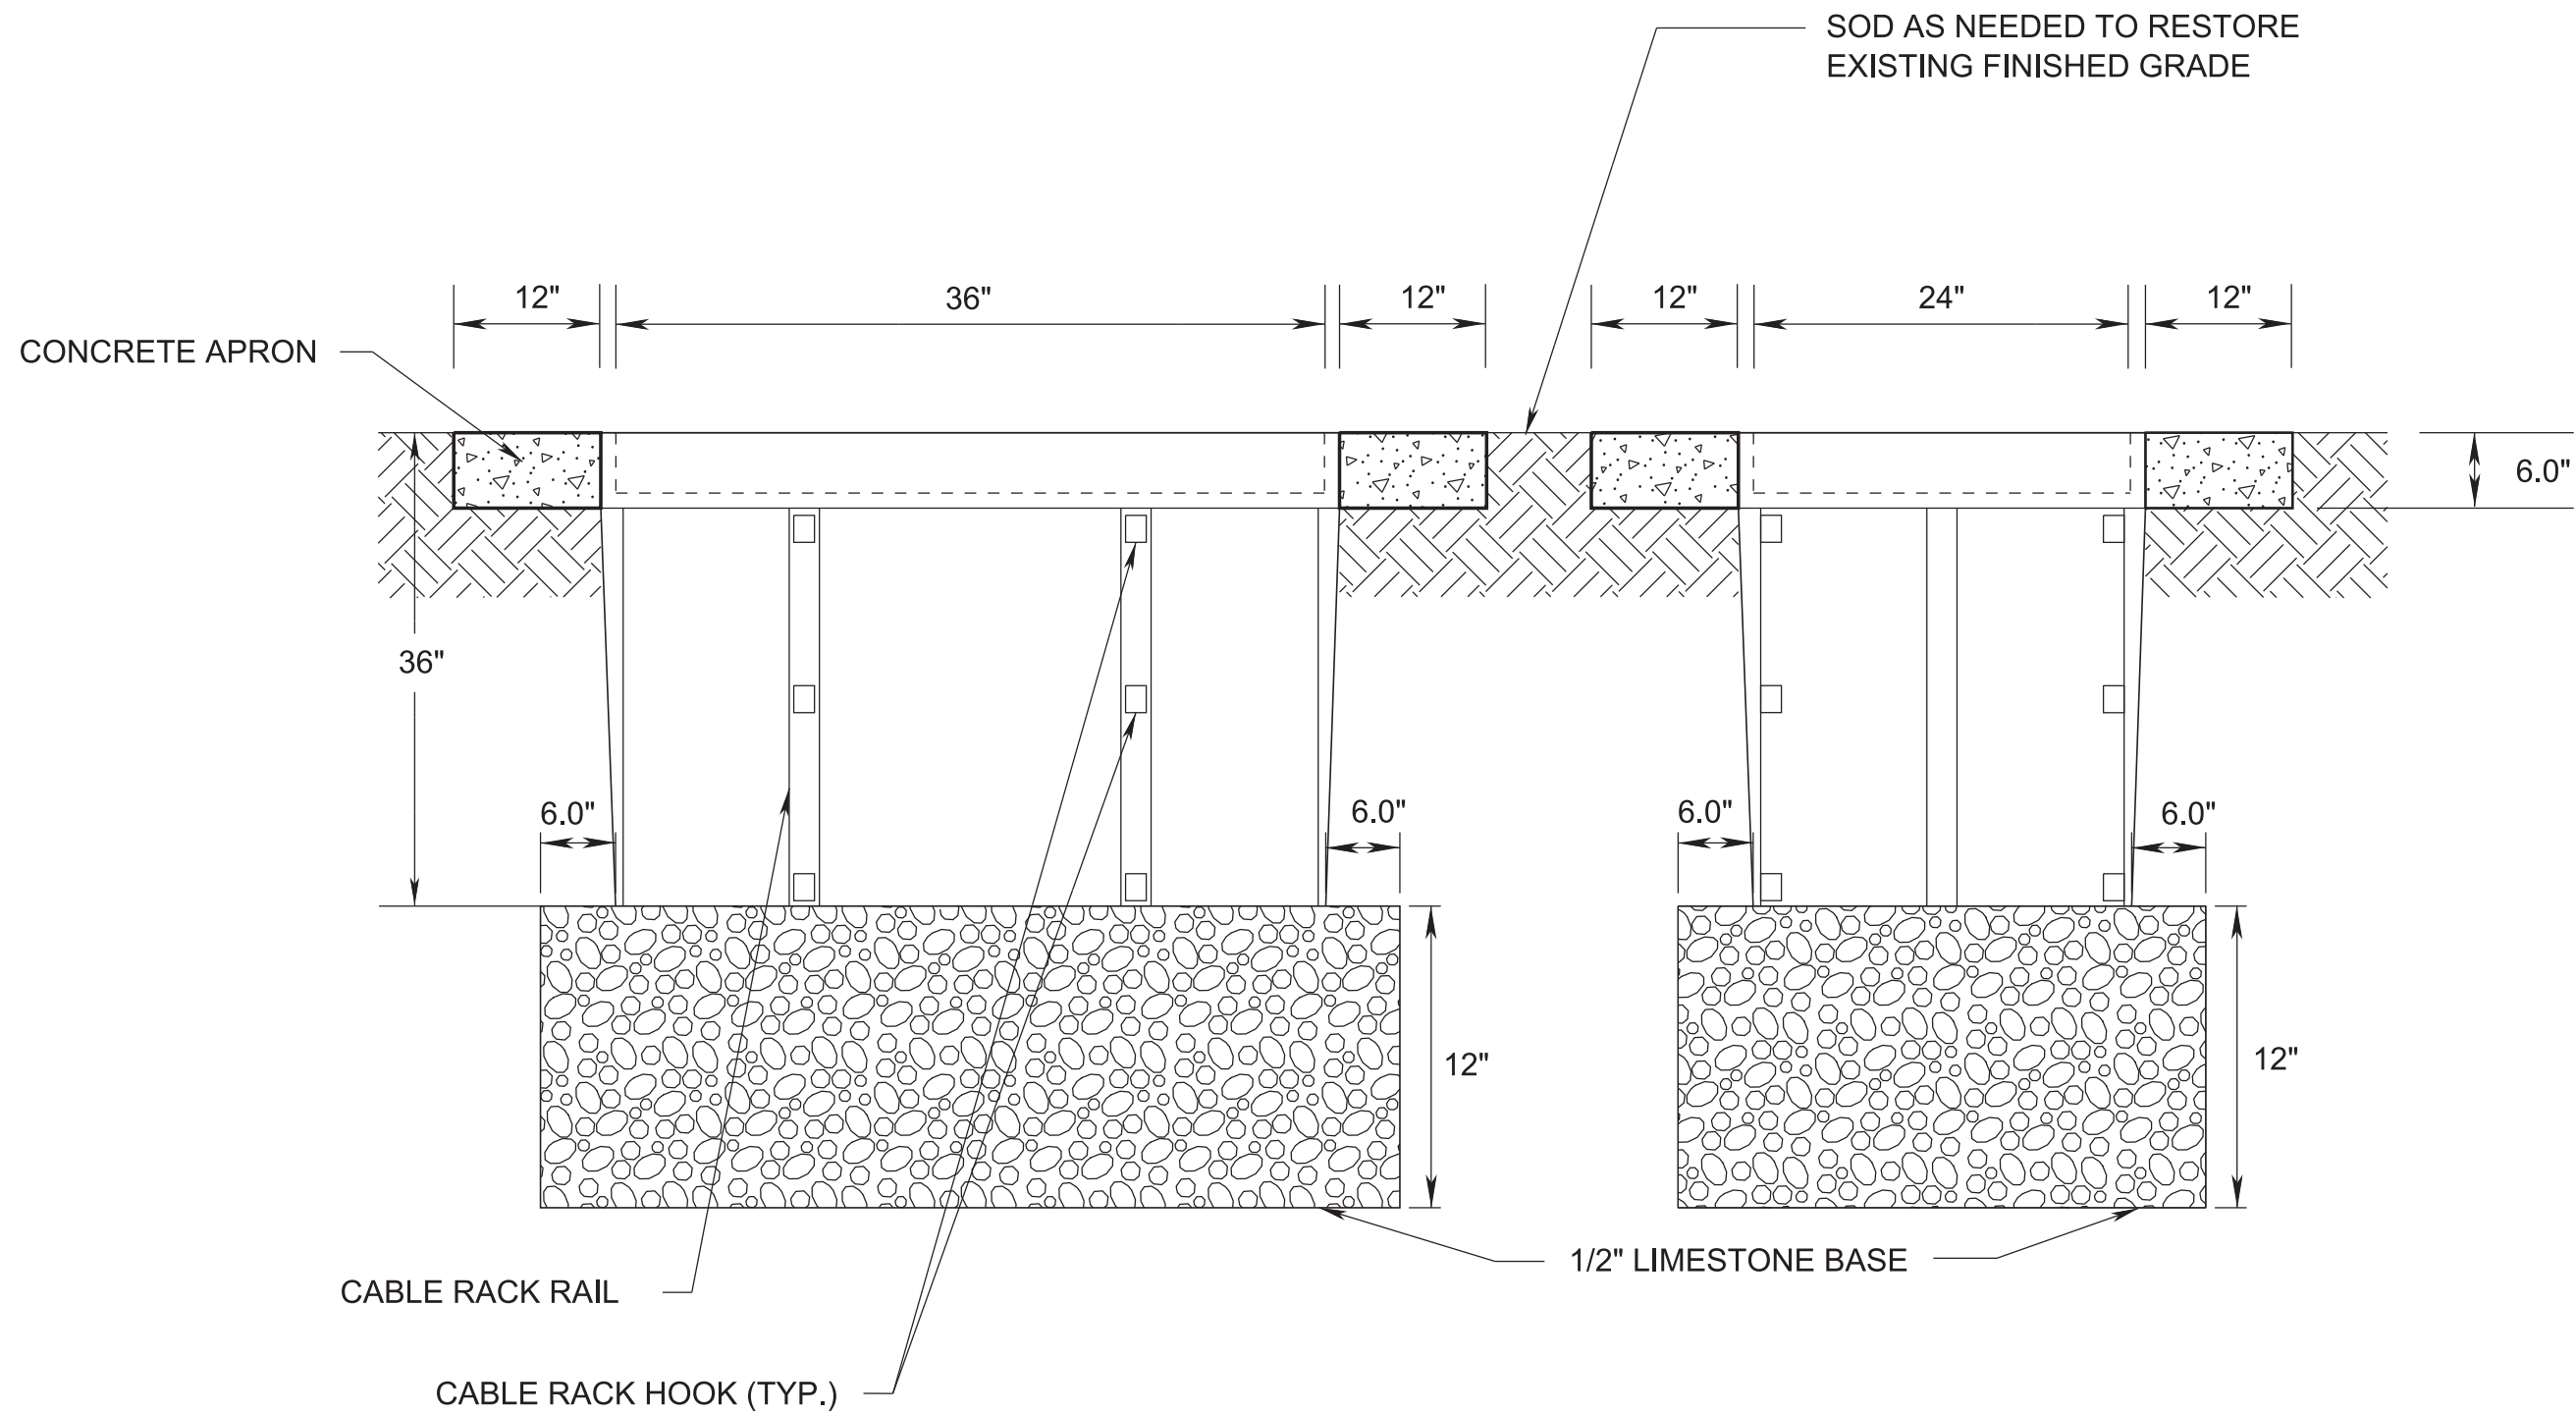 SOD AS NEEDED TO RESTORE
EXISTING FINISHED GRADE
12"
36"
12"
12"
24"
12"
CONCRETE APRON
6.0"
36"
6.0"
6.0"
6.0"
6.0"
12"
12"
1/2" LIMESTONE BASE
CABLE RACK RAIL
CABLE RACK HOOK (TYP.)